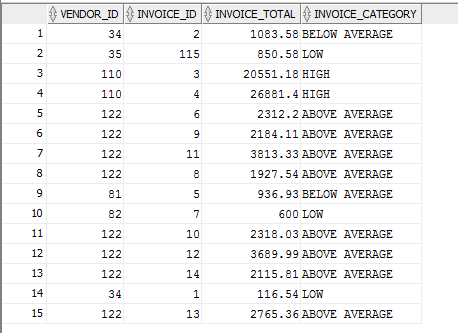 VENDOR_ID INVOICE_ID INVOICE_TOTAL INVOICE_CATEGORY
1 34 2 1083.58 BELOW AVERAGE
2 35 115 850.58 LOW
3 110 3 20551.18 HIGH
4 110 4 26881.4 HIGH
5 122 6 2312.2 ABOVE AVERAGE
6 122 9 2184.11 ABOVE AVERAGE
7 122 11 3813.33 ABOVE AVERAGE
8 122 8 1927.54 ABOVE AVERAGE
9 81 5 936.93 BELOW AVERAGE
10 82 7 600 LOW
11 122 10 2318.03 ABOVE AVERAGE
12 122 12 3689.99 ABOVE AVERAGE
13 122 14 2115.81 ABOVE AVERAGE
14 34 1 116.54 LOW
15 122 13 2765.36 ABOVE AVERAGE